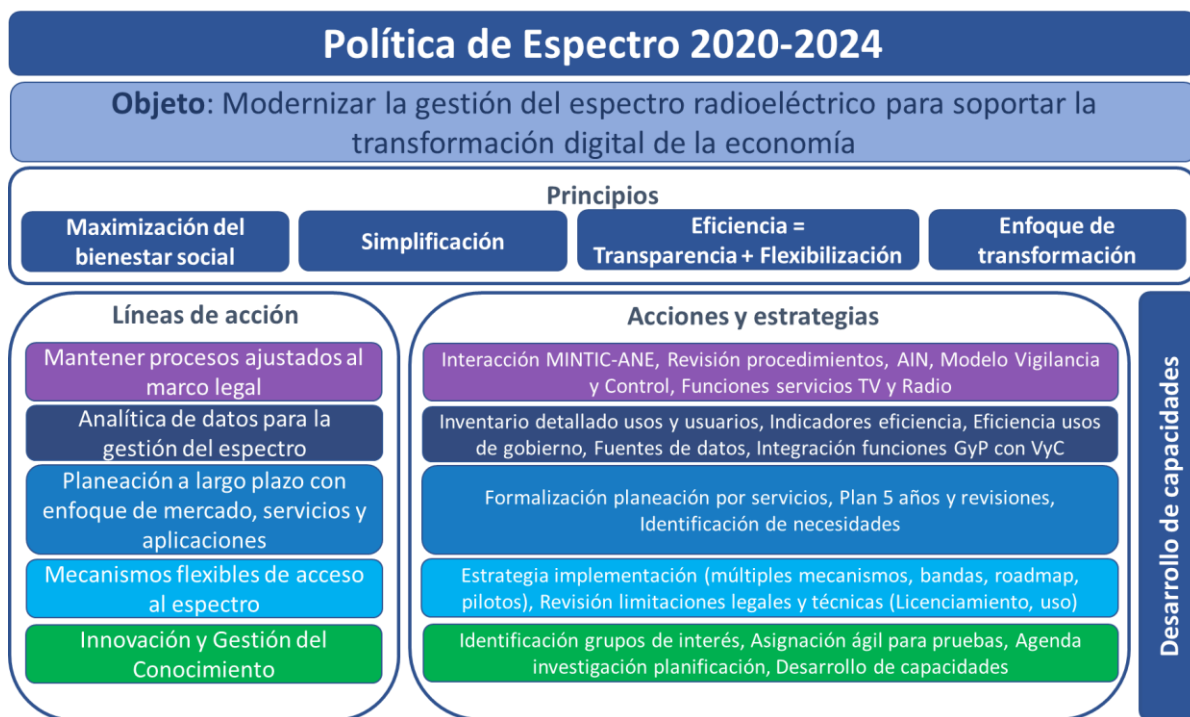 Política de Espectro 2020-2024
Objeto: Modernizar la gestión del espectro radioeléctrico para soportar la
transformación digital de la economía
Principios
Maximización del
bienestar social
Simplificación
Eficiencia =
Transparencia + Flexibilización
Enfoque de
transformación
Líneas de acción
Mantener procesos ajustados al
marco legal
Analítica de datos para la
gestión del espectro
Planeación a largo plazo con
enfoque de mercado, servicios y
aplicaciones
Mecanismos flexibles de acceso
al espectro
Innovación y Gestión del
Conocimiento
Acciones y estrategias
Interacción MINTIC-ANE, Revisión procedimientos, AIN, Modelo Vigilancia
y Control, Funciones servicios TV y Radio
Inventario detallado usos y usuarios, Indicadores eficiencia, Eficiencia usos
de gobierno, Fuentes de datos, Integración funciones GyP con VyC
Formalización planeación por servicios, Plan 5 años y revisiones,
Identificación de necesidades
Estrategia implementación (múltiples mecanismos, bandas, roadmap,
pilotos), Revisión limitaciones legales y técnicas (Licenciamiento, uso)
Identificación grupos de interés, Asignación ágil para pruebas, Agenda
investigación planificación, Desarrollo de capacidades
Desarrollo de capacidades